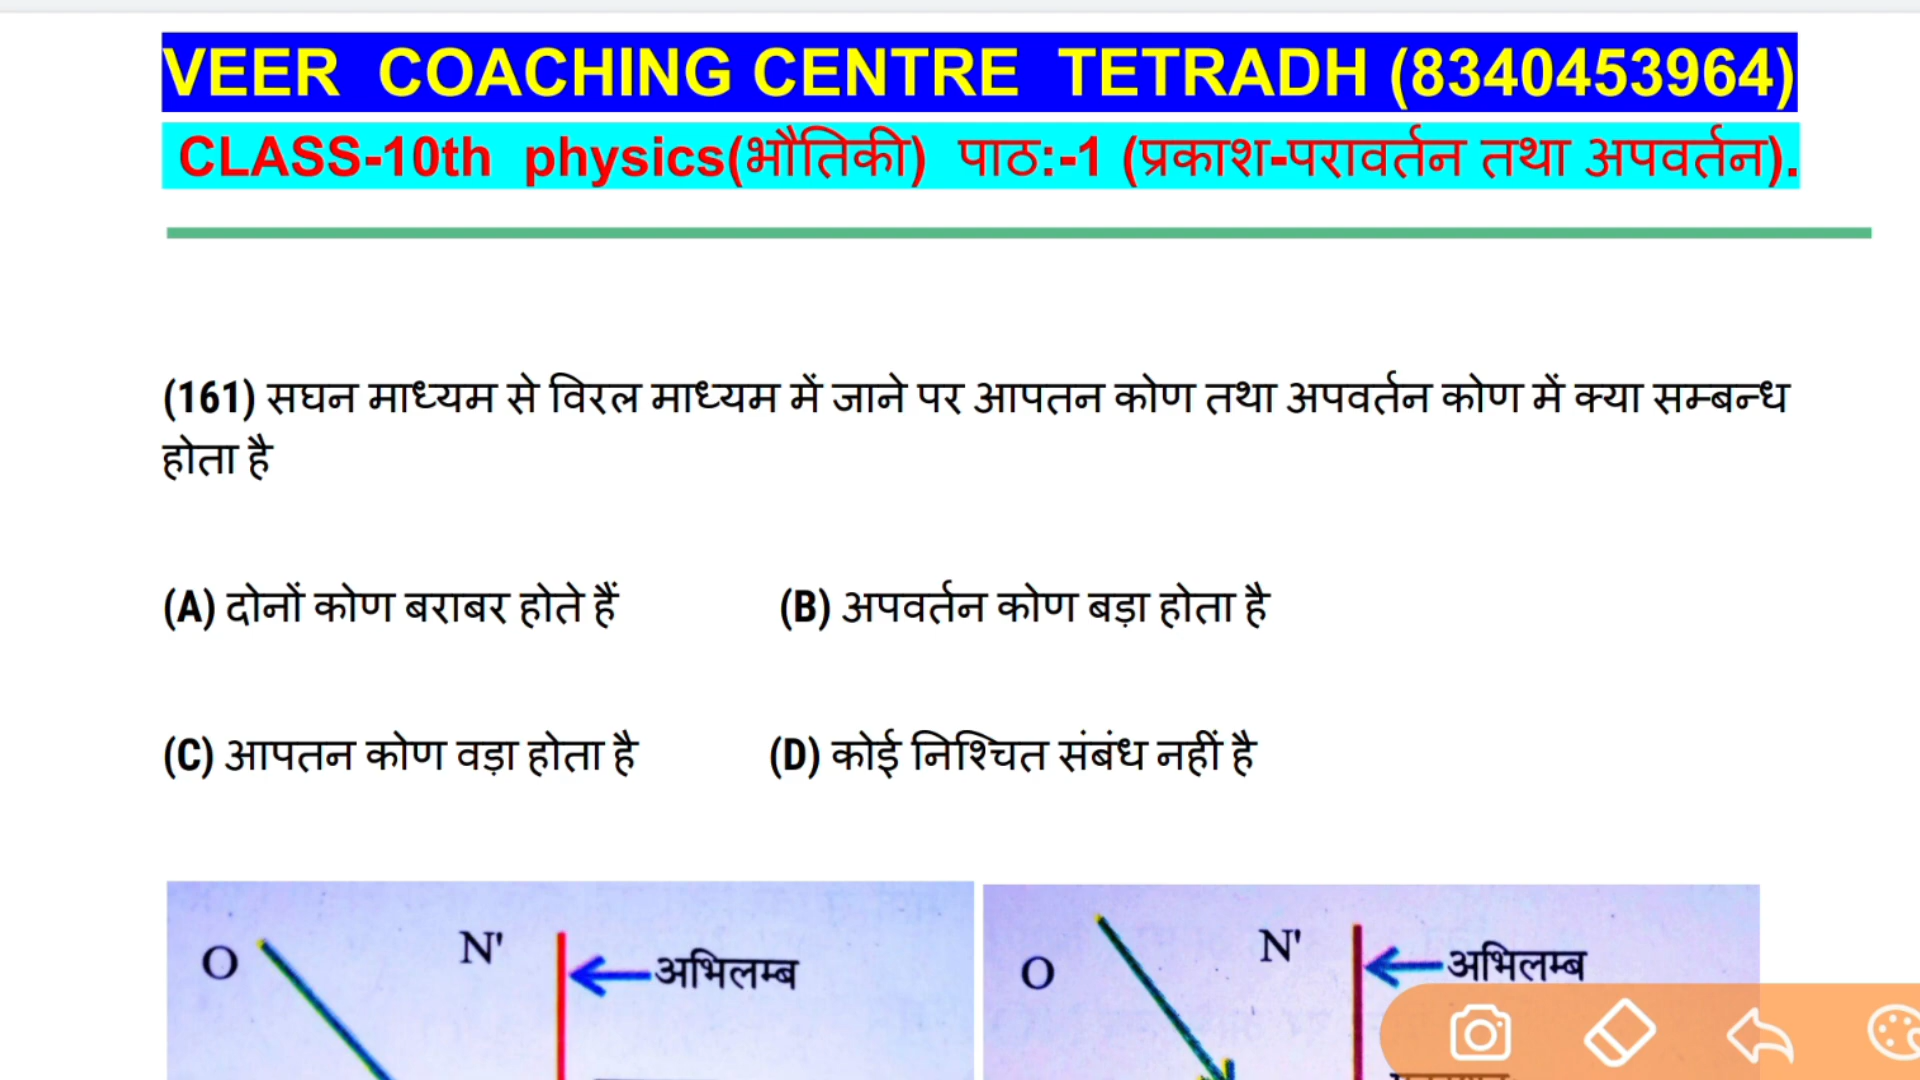 VEER COACHING CENTRE TETRADH (8340453964)
CLASS-10th physics(भौतिकी) पाठ:-1 (प्रकाश-परावर्तन तथा अपवर्तन).
(161) सघन माध्यम से विरल माध्यम में जाने पर आपतन कोण तथा अपवर्तन कोण में क्या सम्बन्ध
होता है
(A) दोनों कोण बराबर होते हैं (B) अपवर्तन कोण बड़ा होता है
(C) आपतन कोण वड़ा होता है (D) कोई निश्चित संबंध नहीं है
O N' अभिलम्ब O N' अभिलम्ब